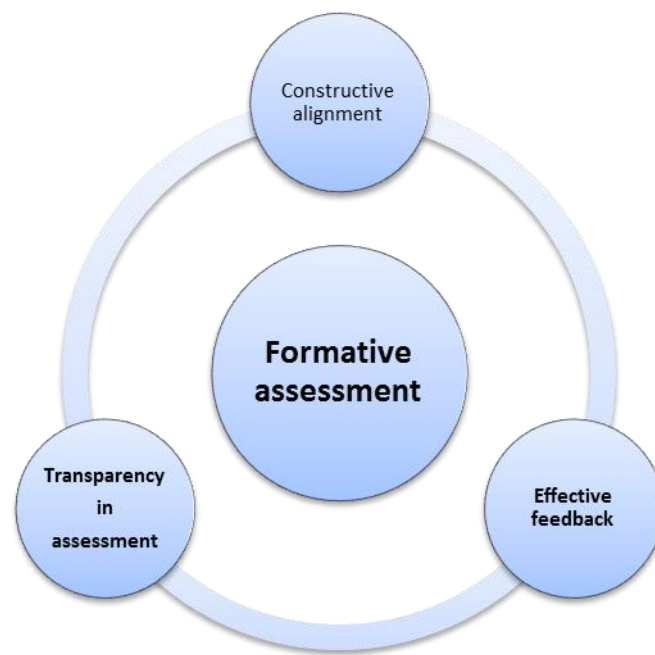 Constructive
alignment
Formative
assessment
Transparency
in
assessment
Effective
feedback